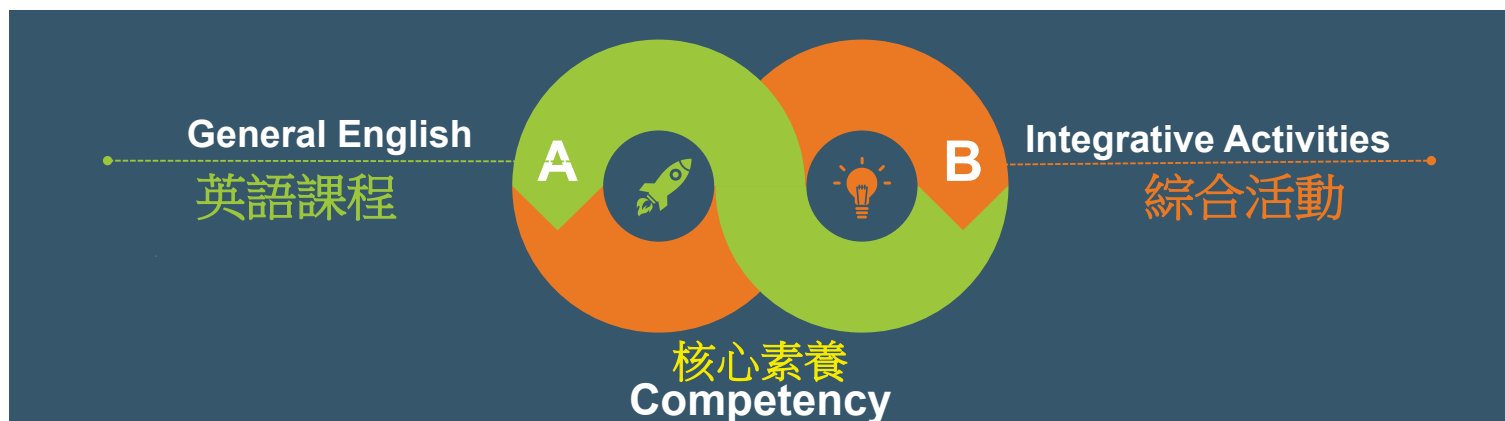 General English
英語課程
A
B
Integrative Activities
綜合活動
核心素養
Competency